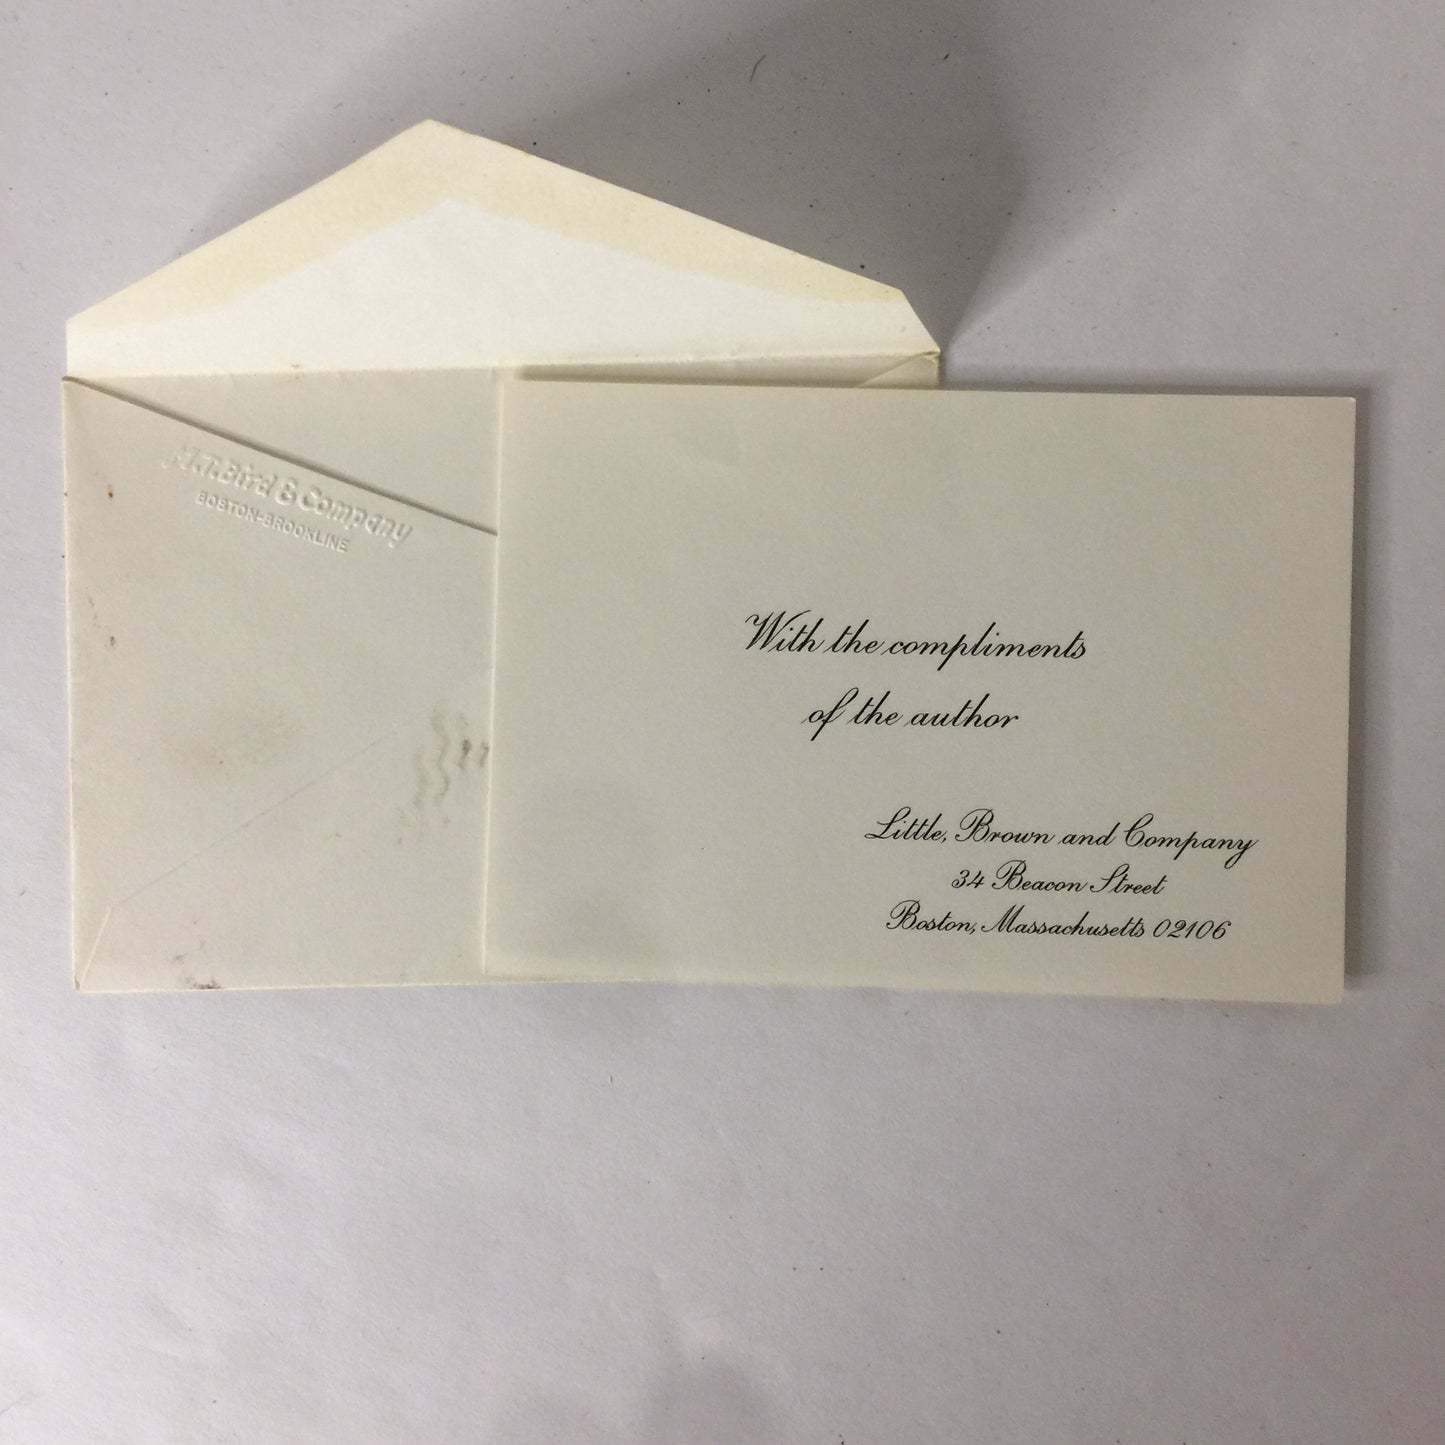 M.T.Bird & Company
BOSTON-BROOKLINE
With the compliments
of the author
Little, Brown and Company
34 Beacon Street
Boston, Massachusetts 02106